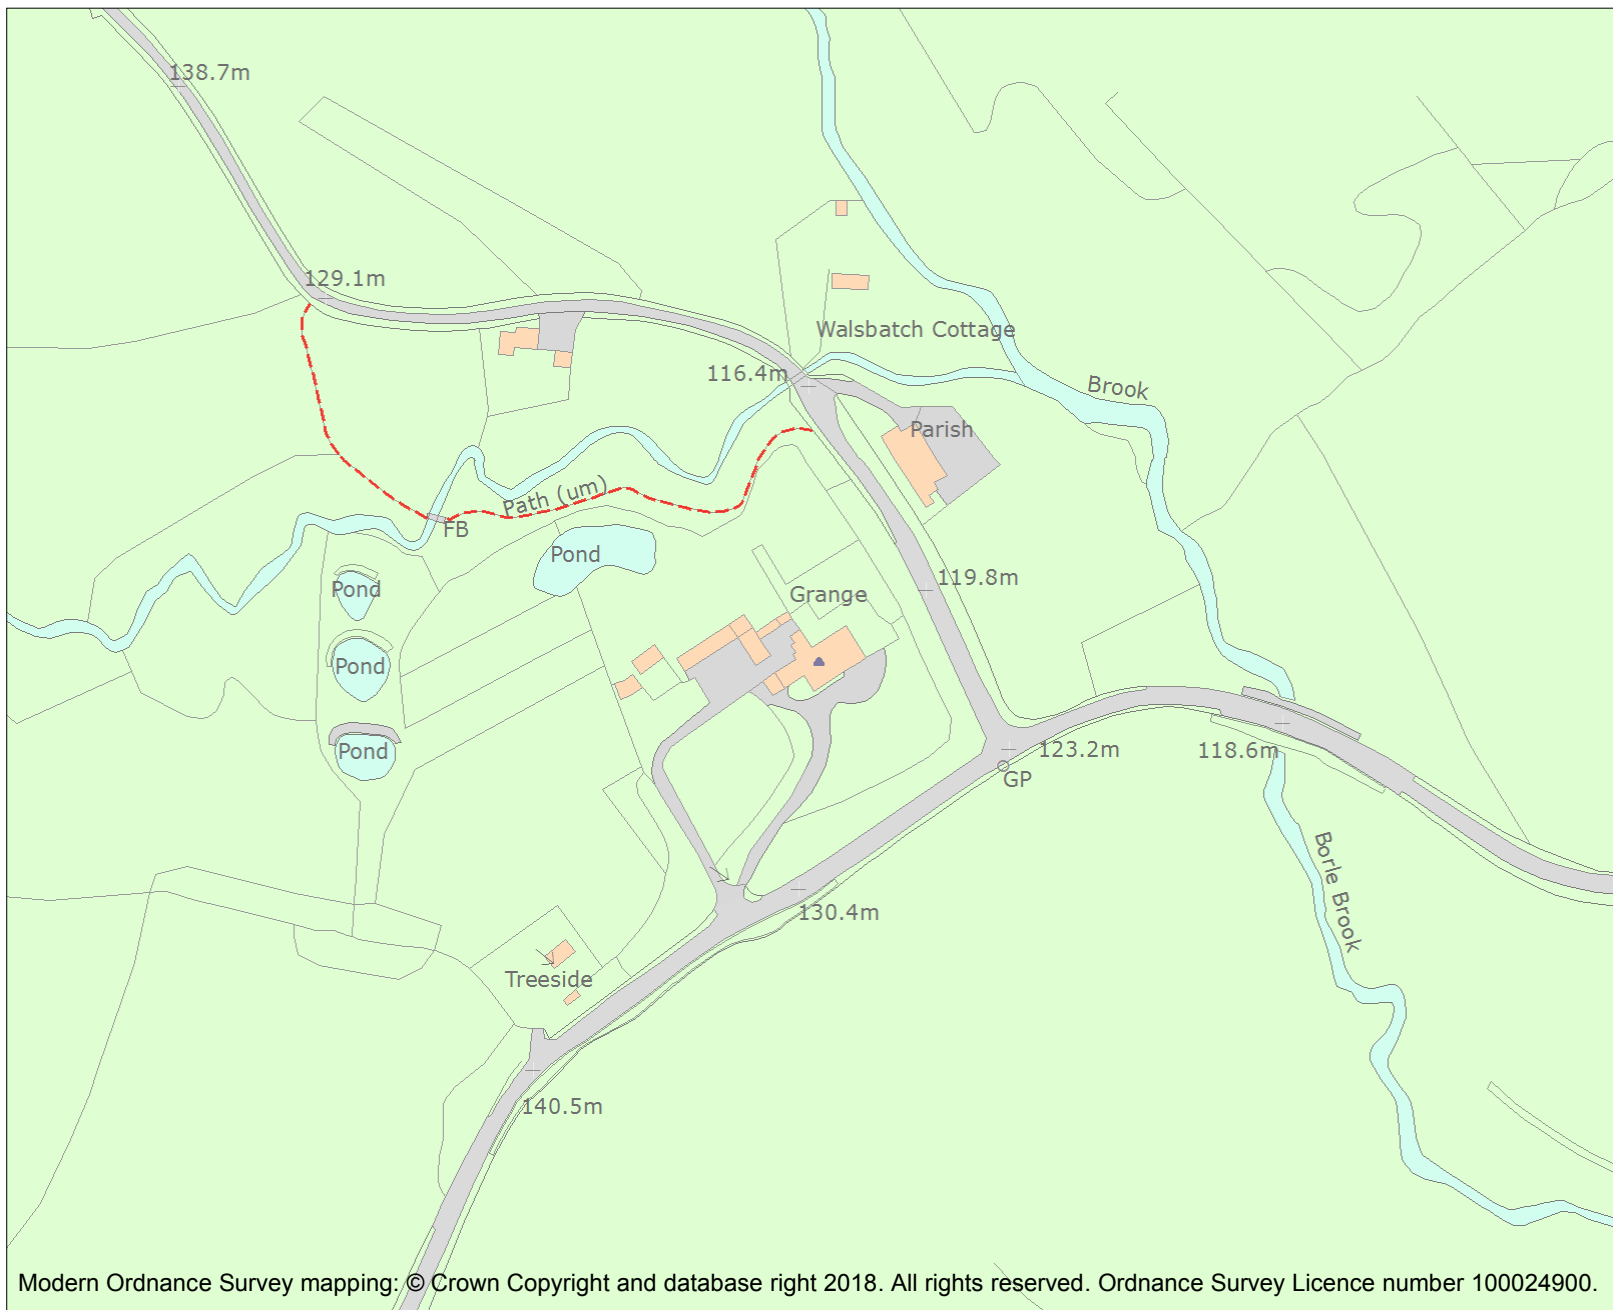 138.7m
129.1m
Walsbatch Cottage
116.4m
Brook
Parish
Path (um)
FB
Pond
119.8m
Pond
Grange
Pond
Pond
123.2m
118.6m
GP
Borle Brook
130.4m
Treeside
140.5m
Modern Ordnance Survey mapping: © Crown Copyright and database right 2018. All rights reserved. Ordnance Survey Licence number 100024900.